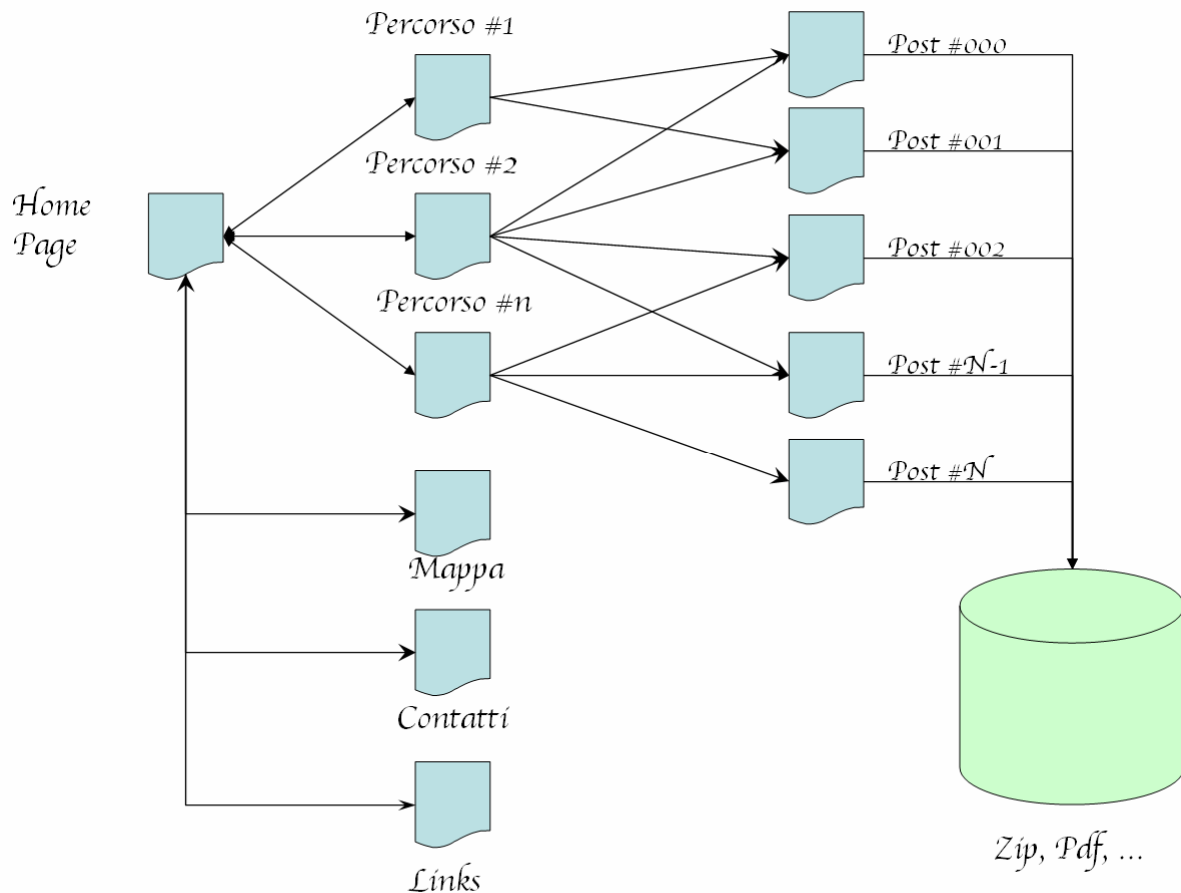 Percorso #1
Post #000
Post #001
Percorso #2
Home
Page
Post #002
Percorso #n
Post #N-1
Post #N
Mappa
Contatti
Links
Zip, Pdf, ...